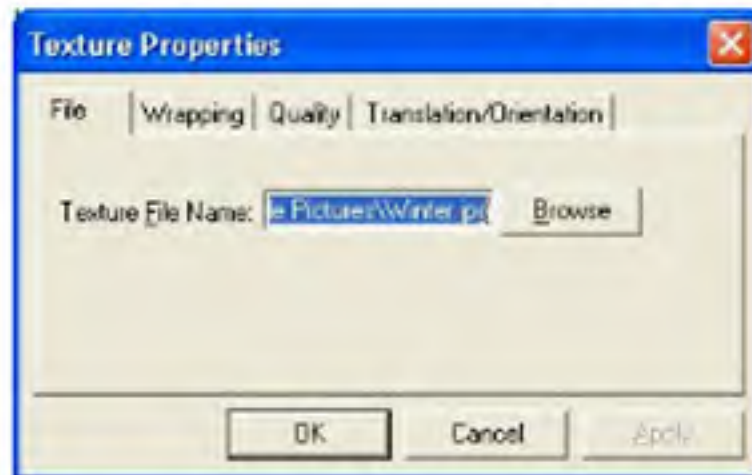 Texture Properties
File Wrapping Quality Translation/Orientation
Texture File Name: e Pictures\Winter.jp Browse
OK Cancel Apply